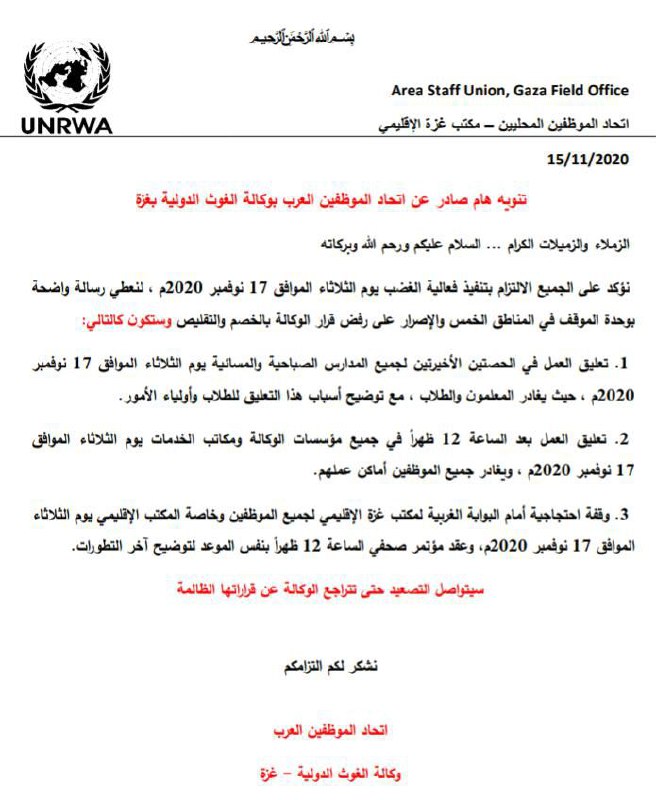 بِسْمِ اللهِ الرَّحْمَنِ الرَّحِيمِ
UNRWA
Area Staff Union, Gaza Field Office
اتحاد الموظفين المحليين – مكتب غزة الإقليمي
15/11/2020
تنويه هام صادر عن اتحاد الموظفين العرب بوكالة الغوث الدولية بغزة
الزملاء والزميلات الكرام ... السلام عليكم ورحم الله وبركاته
نؤكد على الجميع الالتزام بتنفيذ فعالية الغضب يوم الثلاثاء الموافق 17 نوفمبر 2020م ، لنعطي رسالة واضحة
بوحدة الموقف في المناطق الخمس والإصرار على رفض قرار الوكالة بالخصم والتقليص وستكون كالتالي:
1. تعليق العمل في الحصتين الأخيرتين لجميع المدارس الصباحية والمسائية يوم الثلاثاء الموافق 17 نوفمبر
2020م ، حيث يغادر المعلمون والطلاب ، مع توضيح أسباب هذا التعليق للطلاب وأولياء الأمور.
2. تعليق العمل بعد الساعة 12 ظهراً في جميع مؤسسات الوكالة ومكاتب الخدمات يوم الثلاثاء الموافق
17 نوفمبر 2020م ، ويغادر جميع الموظفين أماكن عملهم.
3. وقفة احتجاجية أمام البوابة الغربية لمكتب غزة الإقليمي لجميع الموظفين وخاصة المكتب الإقليمي يوم الثلاثاء
الموافق 17 نوفمبر 2020م، وعقد مؤتمر صحفي الساعة 12 ظهراً بنفس الموعد لتوضيح آخر التطورات.
سيتواصل التصعيد حتى تتراجع الوكالة عن قراراتها الظالمة
نشكر لكم التزامكم
اتحاد الموظفين العرب
وكالة الغوث الدولية – غزة